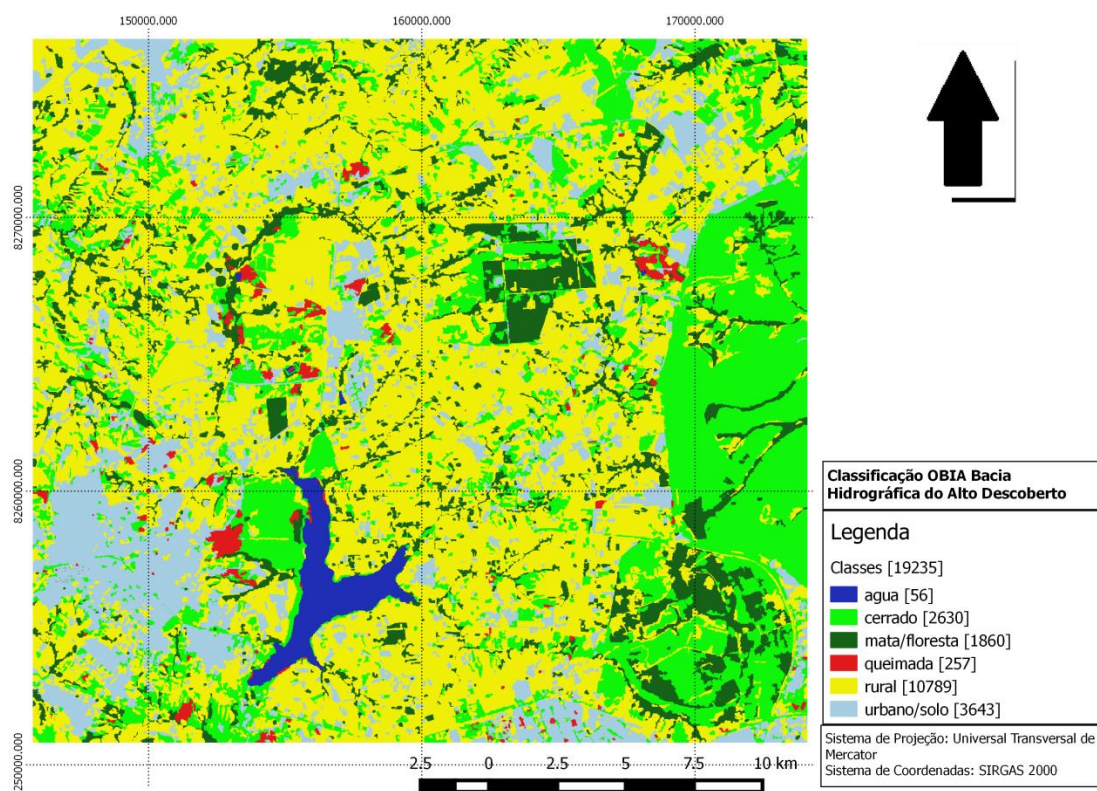 150000.000 160000.000 170000.000
8270000.000
8260000.000
8250000.000
Classificação OBIA Bacia
Hidrográfica do Alto Descoberto
Legenda
Classes [19235]
agua [56]
cerrado [2630]
mata/floresta [1860]
queimada [257]
rural [10789]
urbano/solo [3643]
Sistema de Projeção: Universal Transversal de
Mercator
Sistema de Coordenadas: SIRGAS 2000
2.5 0 2.5 5 7.5 10 km